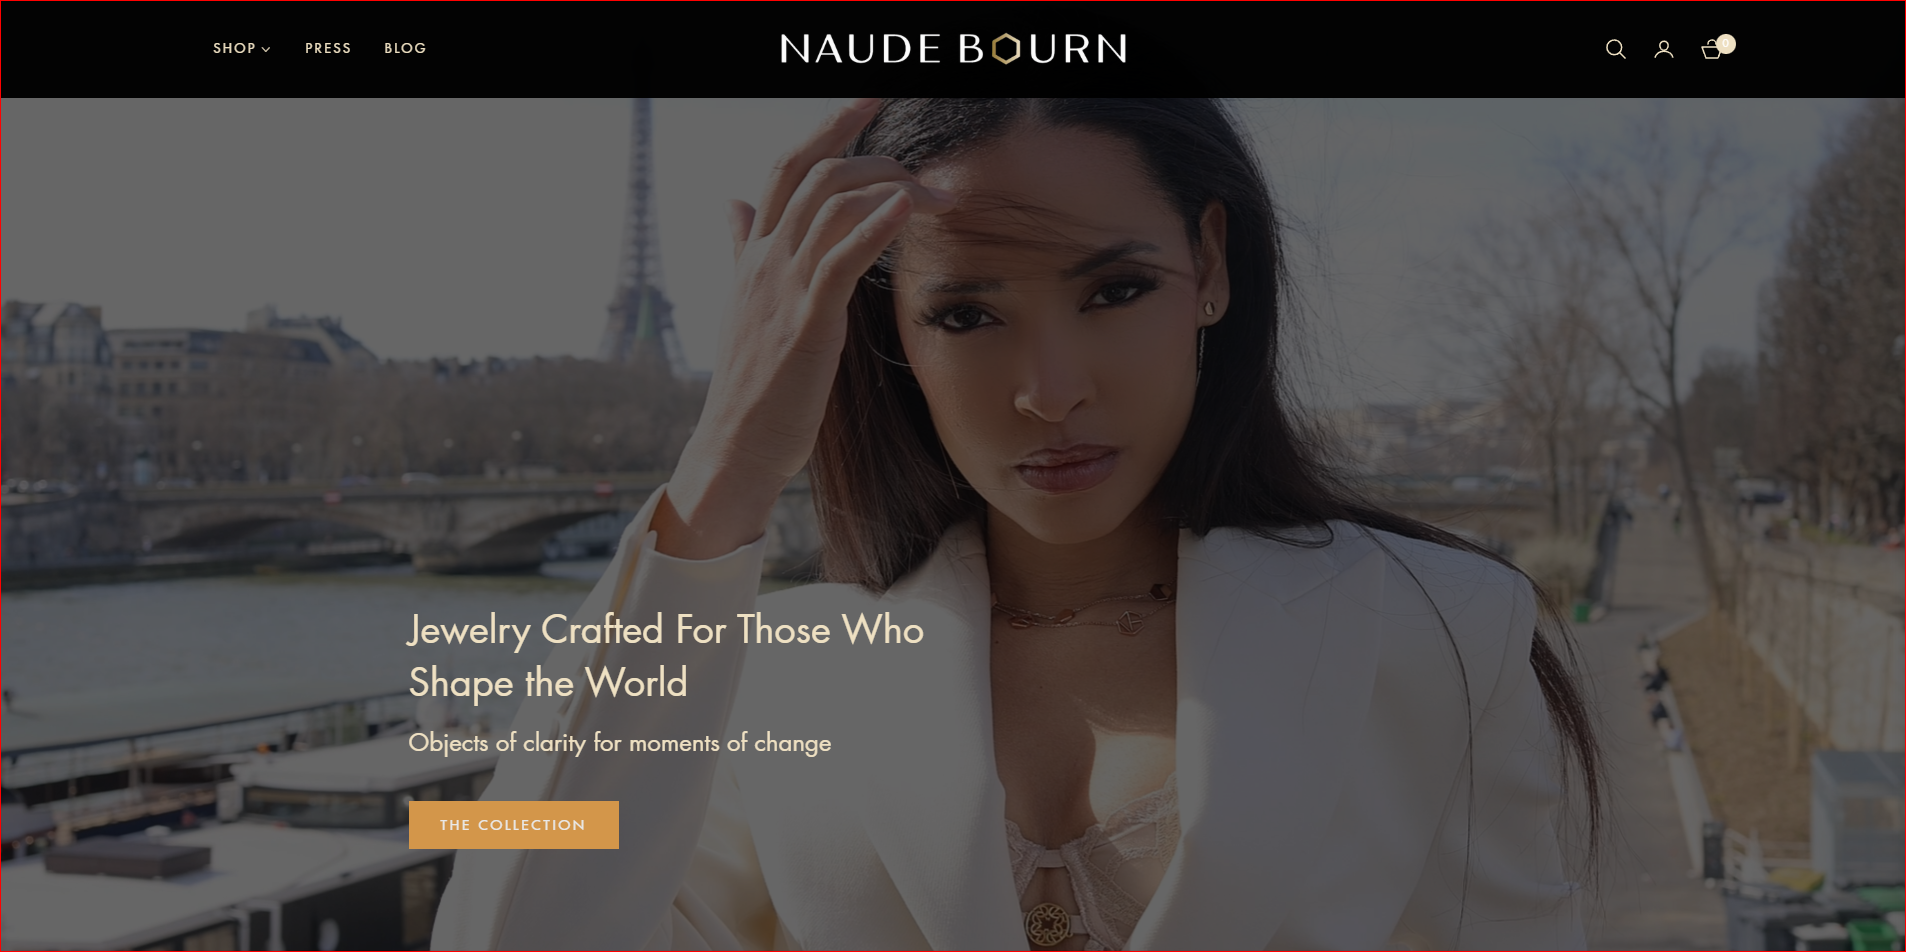 SHOP
PRESS
BLOG
NAUDE BOURN
0
Jewelry Crafted For Those Who
Shape the World
Objects of clarity for moments of change
THE COLLECTION